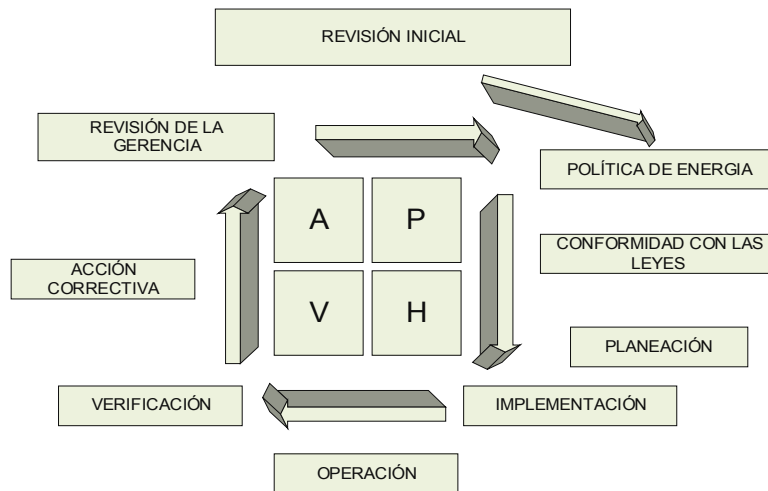 REVISIÓN INICIAL
REVISIÓN DE LA
GERENCIA
POLÍTICA DE ENERGIA
A
P
CONFORMIDAD CON LAS
LEYES
ACCIÓN
CORRECTIVA
V
H
PLANEACIÓN
VERIFICACIÓN
IMPLEMENTACIÓN
OPERACIÓN